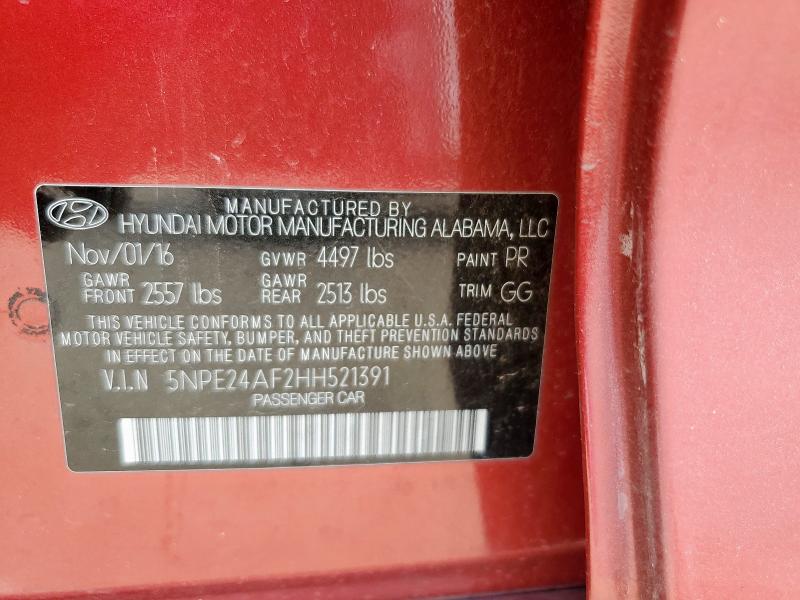 MANUFACTURED BY
HYUNDAI MOTOR MANUFACTURING ALABAMA, LLC
Nov/01/16 GVWR 4497 lbs PAINT PR
GAWR FRONT 2557 lbs GAWR REAR 2513 lbs TRIM GG
THIS VEHICLE CONFORMS TO ALL APPLICABLE U.S.A. FEDERAL
MOTOR VEHICLE SAFETY, BUMPER, AND THEFT PREVENTION STANDARDS
IN EFFECT ON THE DATE OF MANUFACTURE SHOWN ABOVE
V.I.N 5NPE24AF2HH521391
PASSENGER CAR